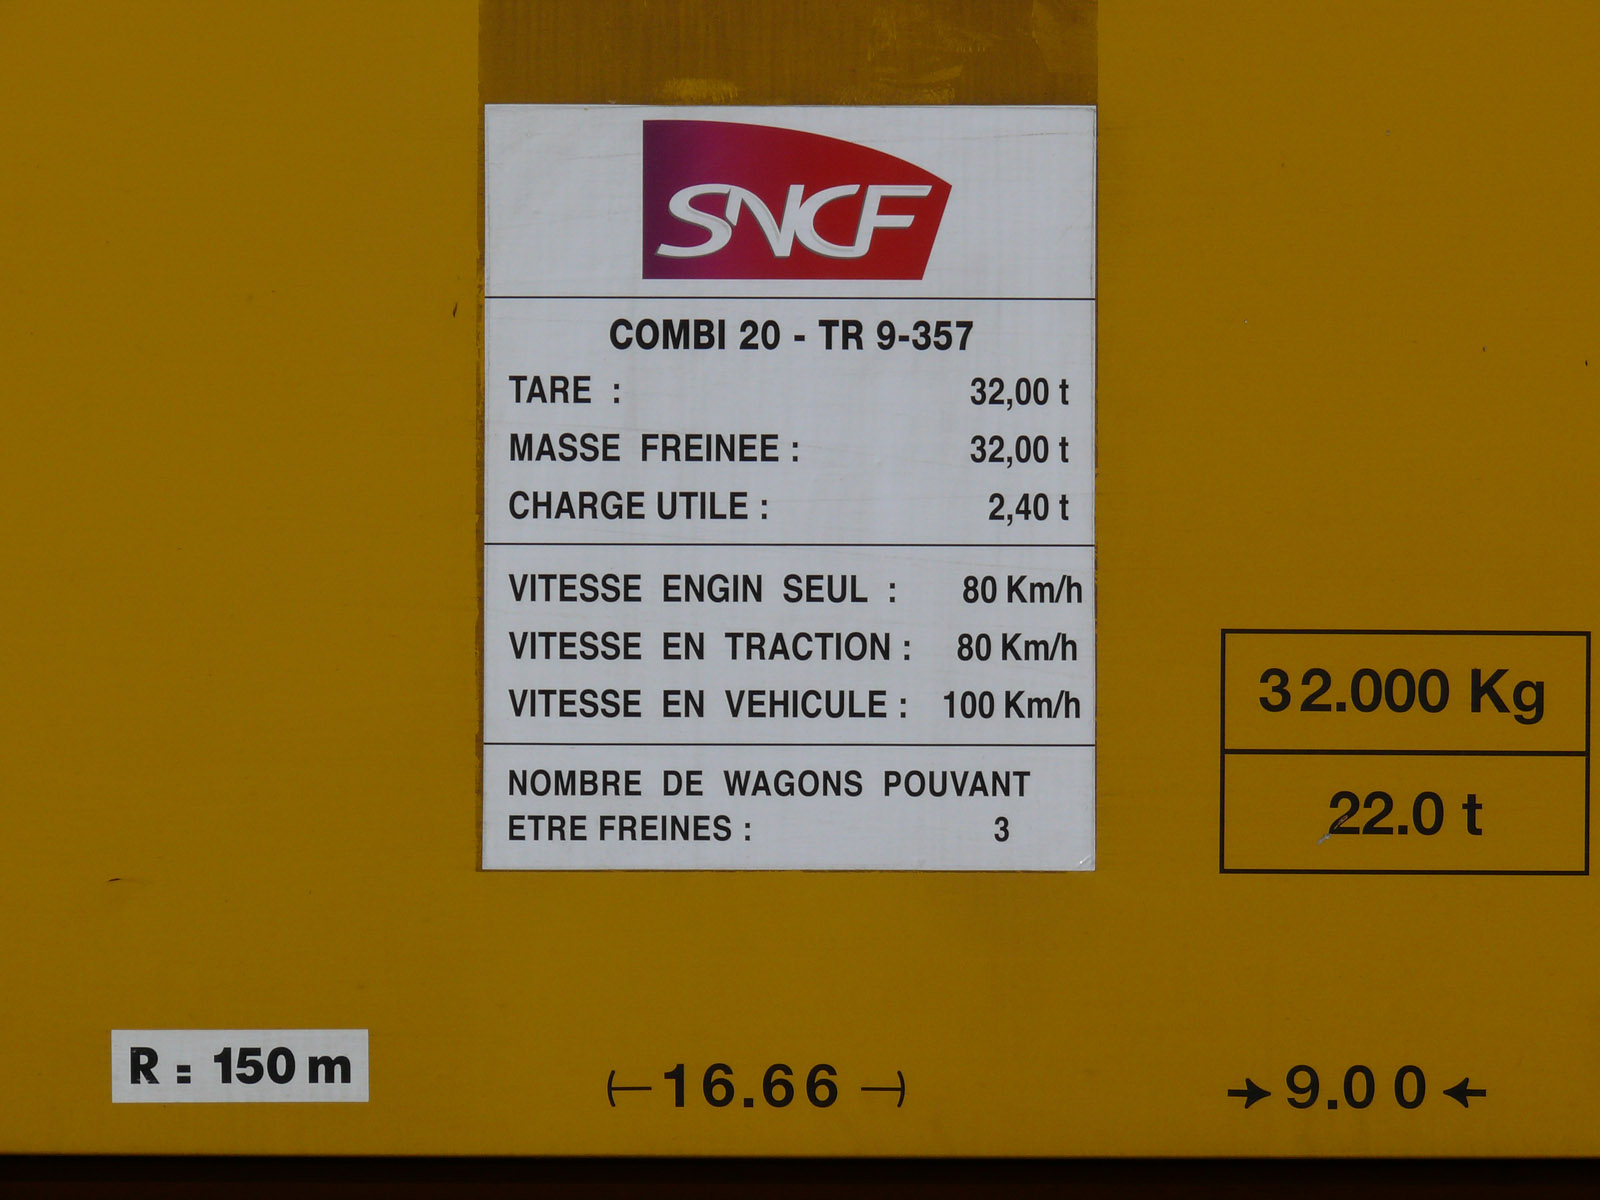 SNCF
COMBI 20 - TR 9-357
TARE : 32,00 t
MASSE FREINEE : 32,00 t
CHARGE UTILE : 2,40 t
VITESSE ENGIN SEUL : 80 Km/h
VITESSE EN TRACTION : 80 Km/h
VITESSE EN VEHICULE : 100 Km/h
NOMBRE DE WAGONS POUVANT
ETRE FREINES : 3
32.000 Kg
22.0 t
R = 150 m
16.66
9.00